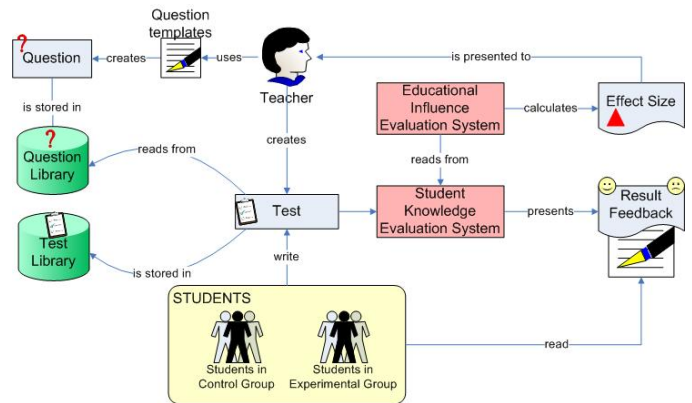 Question
templates
?
Question
creates
uses
Teacher
is presented to
Educational
Influence
Evaluation System
calculates
Effect Size
is stored in
?
Question
Library
reads from
creates
reads from
Test
Student
Knowledge
Evaluation System
presents
Result
Feedback
Test
Library
is stored in
write
STUDENTS
Students in
Control Group
Students in
Experimental Group
read